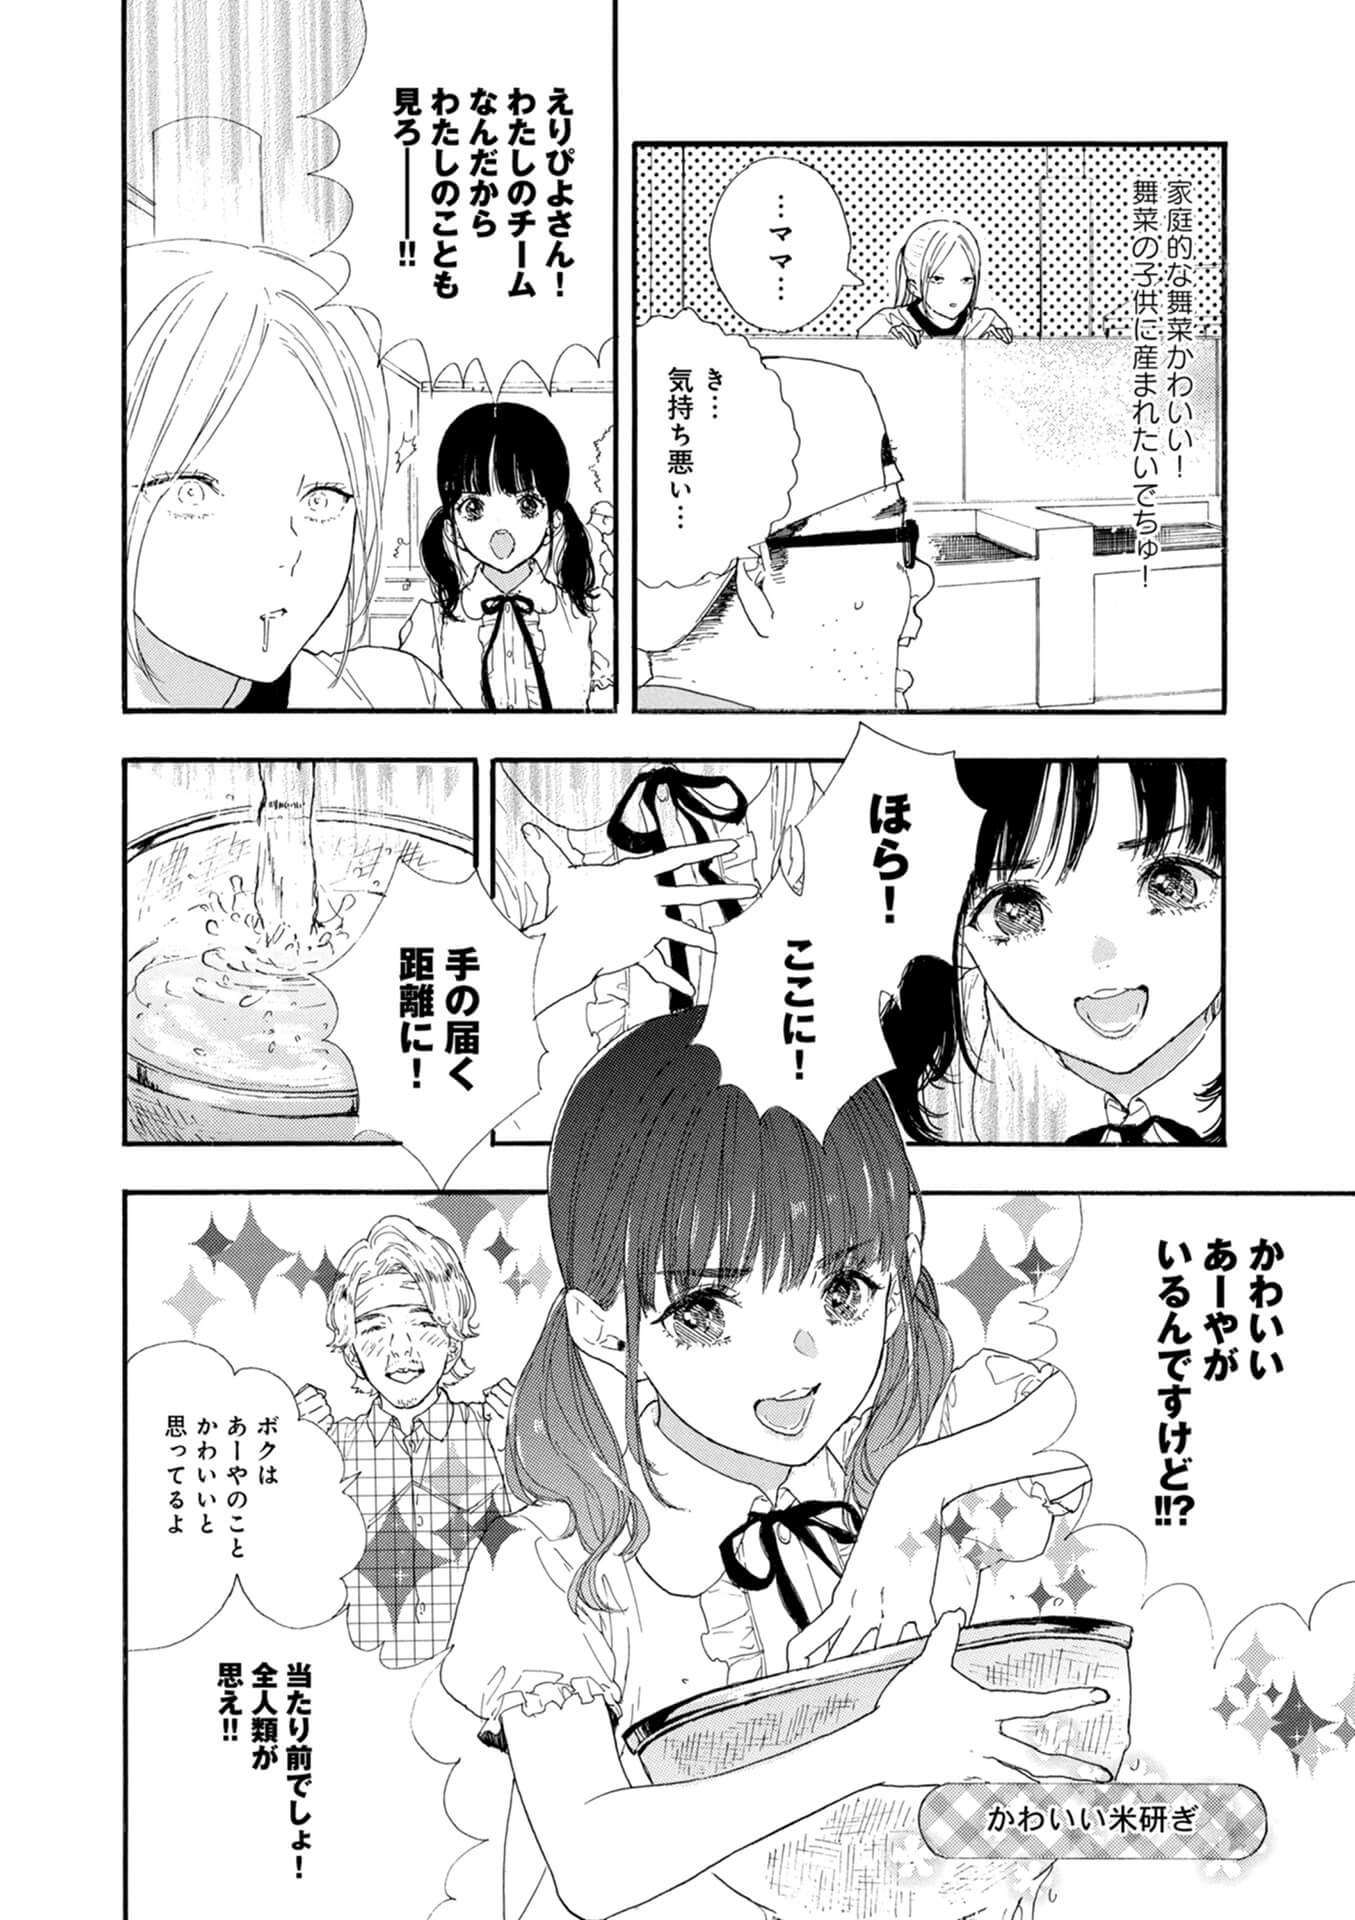 家庭的な舞菜かわいい！
舞菜の子供に産まれたいでちゅ！
…ママ…
き…
気持ち悪い…
えりぴよさん！
わたしのチーム
なんだから
わたしのことも
見ろ――!!
ほら！
ここに！
手の届く
距離に！
かわいい
あーやが
いるんですけど!!?
ボクは
あーやのこと
かわいいと
思ってるよ
当たり前でしょ！
全人類が
思え!!
かわいい米研ぎ